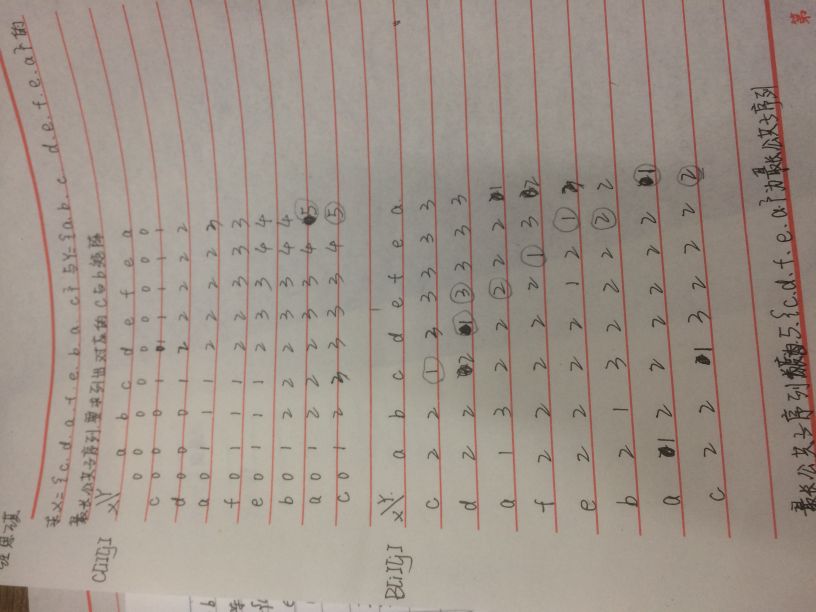 求X={c.d.a.f.e.b.a.c}与Y={a.b.c.d.e.f.e.a}的
最长公共子序列.要求列出对应的C与b矩阵
C[i][j] X\Y a b c d e f e a
0 0 0 0 0 0 0 0 0
c 0 0 0 1 1 1 1 1 1
d 0 0 0 1 2 2 2 2 2
a 0 1 1 1 2 2 2 2 3
f 0 1 1 1 2 2 3 3 3
e 0 1 1 1 2 3 3 4 4
b 0 1 2 2 2 3 3 4 4
a 0 1 2 2 2 3 3 4 5
c 0 1 2 3 3 3 3 4 5
B[i][j] X\Y a b c d e f e a
c 2 2 1 3 3 3 3 3
d 2 2 2 1 3 3 3 3
a 1 3 2 2 2 2 2 1
f 2 2 2 2 2 1 3 2
e 2 2 2 2 1 2 1 3
b 2 1 3 2 2 2 2 2
a 1 2 2 2 2 2 2 1
c 2 2 1 3 2 2 2 2
最长公共子序列长度为5.{c.d.f.e.a}为最长公共子序列
第